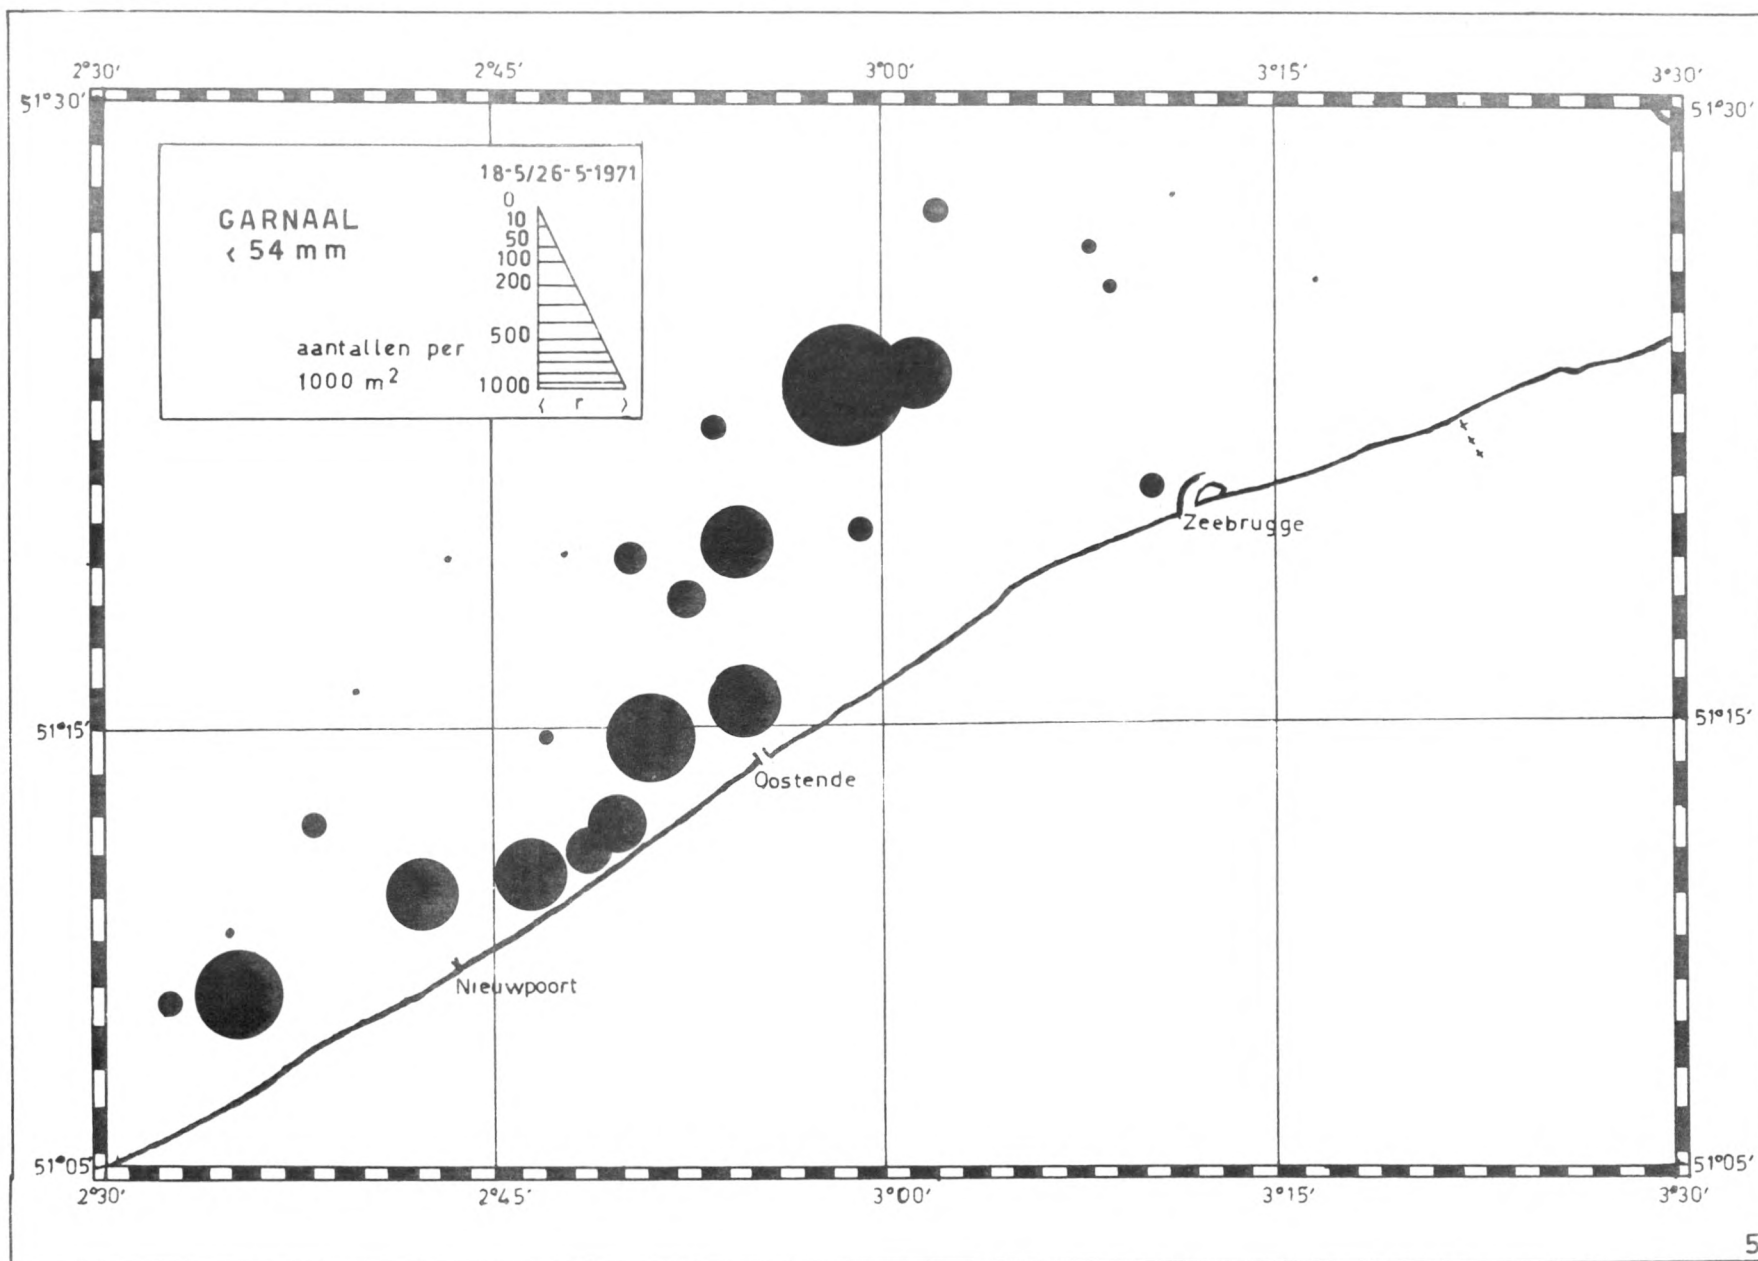 2°30′ 2°45′ 3°00′ 3°15′ 3°30′
51°30′ 51°30′
18-5/26-5-1971
GARNAAL
< 54 mm
0
10
50
100
200
500
1000
aantallen per
1000 m²
< r >
Zeebrugge
51°15′ 51°15′
Oostende
Nieuwpoort
51°05′ 51°05′
2°30′ 2°45′ 3°00′ 3°15′ 3°30′
5